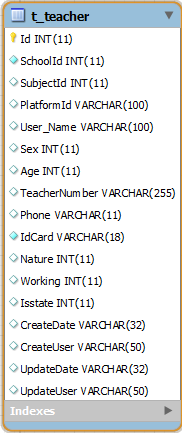 t_teacher
Id INT(11)
SchoolId INT(11)
SubjectId INT(11)
PlatformId VARCHAR(100)
User_Name VARCHAR(100)
Sex INT(11)
Age INT(11)
TeacherNumber VARCHAR(255)
Phone VARCHAR(11)
IdCard VARCHAR(18)
Nature INT(11)
Working INT(11)
Isstate INT(11)
CreateDate VARCHAR(32)
CreateUser VARCHAR(50)
UpdateDate VARCHAR(32)
UpdateUser VARCHAR(50)
Indexes